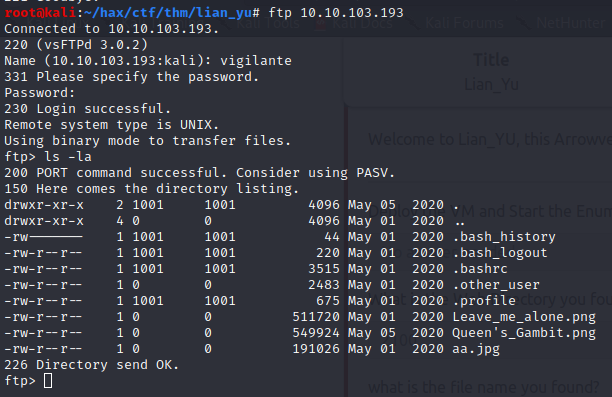 root@kali:~/hax/ctf/thm/lian_yu# ftp 10.10.103.193
Connected to 10.10.103.193.
220 (vsFTPd 3.0.2)
Name (10.10.103.193:kali): vigilante
331 Please specify the password.
Password:
230 Login successful.
Remote system type is UNIX.
Using binary mode to transfer files.
ftp> ls -la
200 PORT command successful. Consider using PASV.
150 Here comes the directory listing.
drwxr-xr-x 2 1001 1001 4096 May 05 2020 .
drwxr-xr-x 4 0 0 4096 May 01 2020 ..
-rw------- 1 1001 1001 44 May 01 2020 .bash_history
-rw-r--r-- 1 1001 1001 220 May 01 2020 .bash_logout
-rw-r--r-- 1 1001 1001 3515 May 01 2020 .bashrc
-rw-r--r-- 1 0 0 2483 May 01 2020 .other_user
-rw-r--r-- 1 1001 1001 675 May 01 2020 .profile
-rw-r--r-- 1 0 0 511720 May 01 2020 Leave_me_alone.png
-rw-r--r-- 1 0 0 549924 May 05 2020 Queen's_Gambit.png
-rw-r--r-- 1 0 0 191026 May 01 2020 aa.jpg
226 Directory send OK.
ftp>
Kali Docs Kali Forums
Title
Lian_Yu
Welcome to Lian_YU, this
VM and Start the
what is the file name you found?